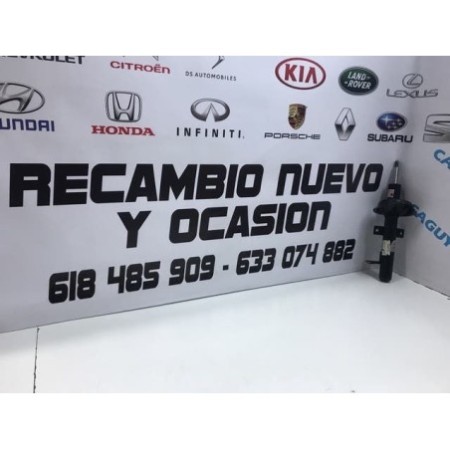 CHEVROLET
CITROËN
DS AUTOMOBILES
KIA
LAND
ROVER
LEXUS
HYUNDAI
HONDA
INFINITI
PORSCHE
SUBARU
RECAMBIO NUEVO
Y OCASION
618 485 909 - 633 074 882